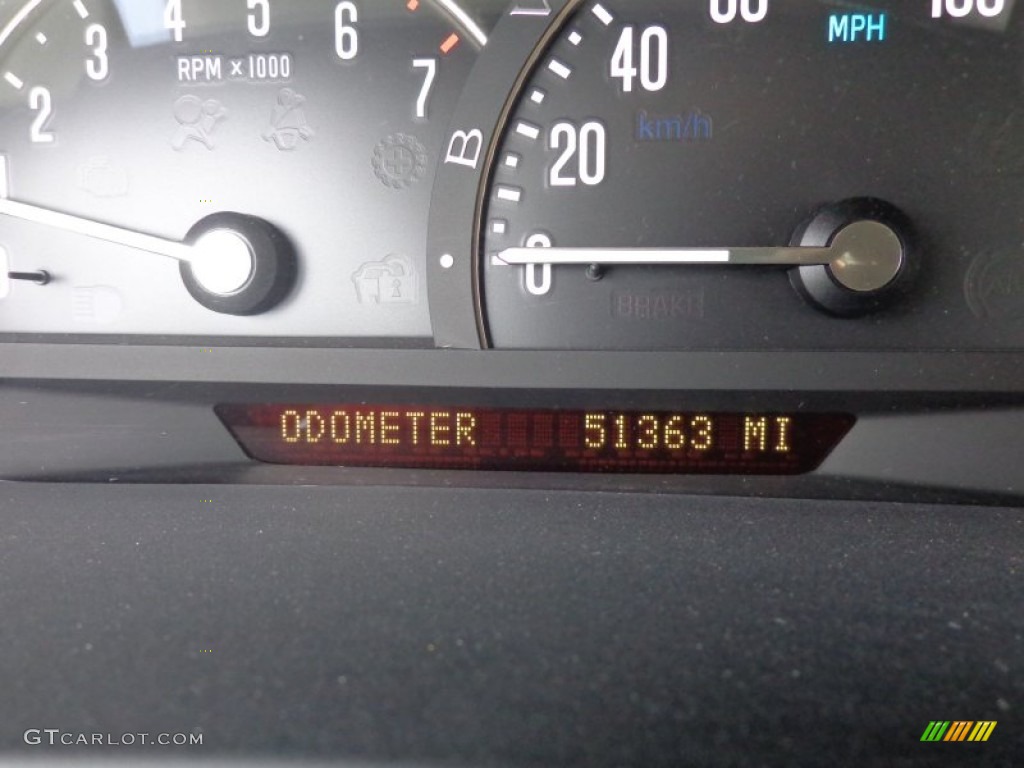 2
3
4
5
6
7
RPM x 1000
B
0
20
40
MPH
km/h
BRAKE
ODOMETER 51363 MI
GTCARLOT.COM